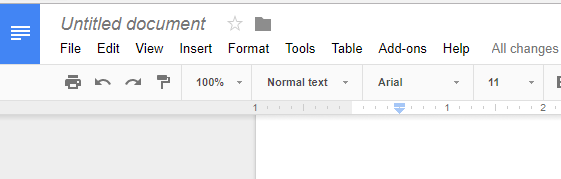 Untitled document
File Edit View Insert Format Tools Table Add-ons Help All changes
100% Normal text Arial 11
1 1 2